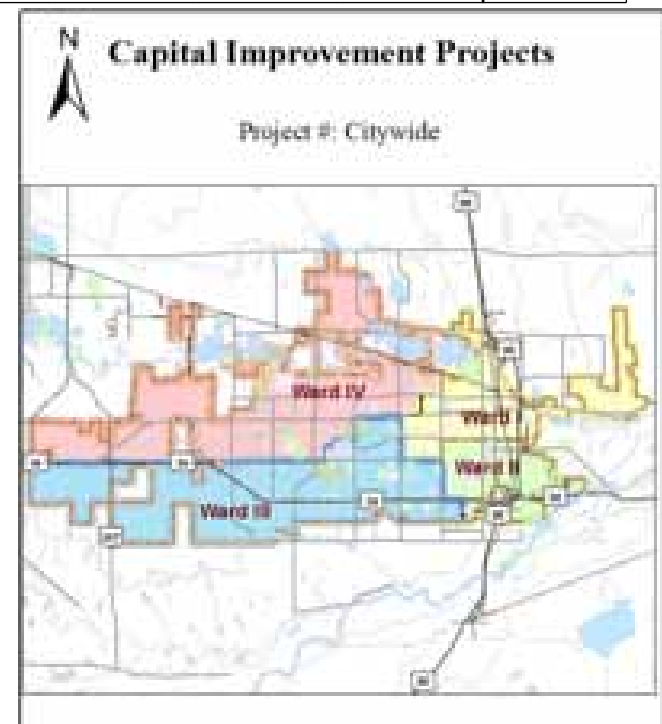 N
Capital Improvement Projects
Project #: Citywide
Ward IV
Ward I
Ward II
Ward III